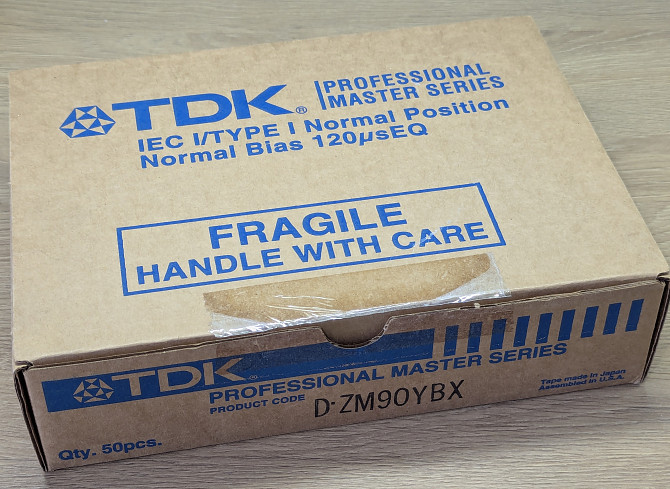 TDK® PROFESSIONAL
MASTER SERIES
IEC I/TYPE I Normal Position
Normal Bias 120µsEQ
FRAGILE
HANDLE WITH CARE
TDK
PROFESSIONAL MASTER SERIES
PRODUCT CODE D·ZM90YBX
Qty. 50pcs.
Tape made in Japan
Assembled in U.S.A.